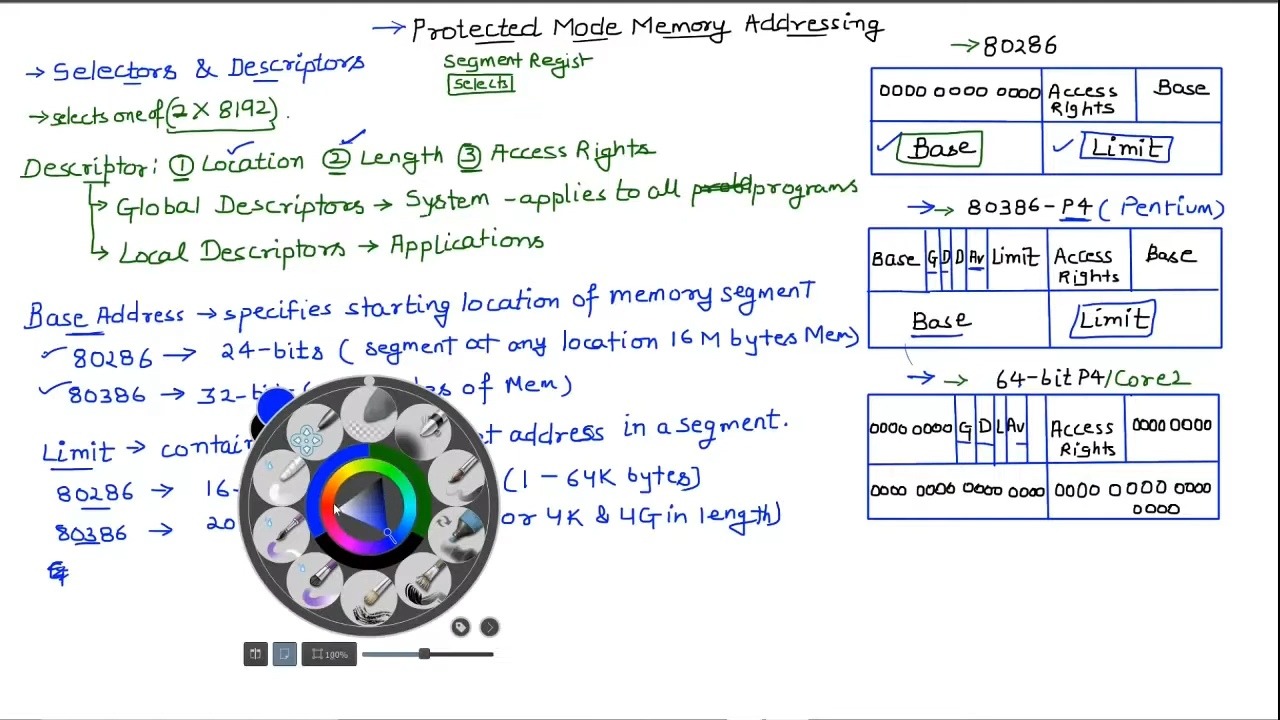 → Protected Mode Memory Addressing
→ Selectors & Descriptors
Segment Regist
selects
→ selects one of (2 X 8192).
Descriptor: ① Location ② Length ③ Access Rights
Global Descriptors → System - applies to all programs
Local Descriptors → Applications
Base Address → specifies starting location of memory segment
80286 → 24-bits ( segment at any location 16 M bytes Mem)
80386 → 32- of Mem)
Limit → address in a segment.
80286 → 16- (1 - 64K bytes]
80386 → 20 or 4K & 4G in length)
100%
→ 80286
0000 0000 0000 Access Rights Base
Base Limit
→ → 80386 - P4 ( Pentium)
Base G D D Av Limit Access Rights Base
Base Limit
→ → 64-bit P4/Core2
0000 0000 G D L Av Access Rights 0000 0000
0000 0000 0000 0000 0000 0000 0000
0000